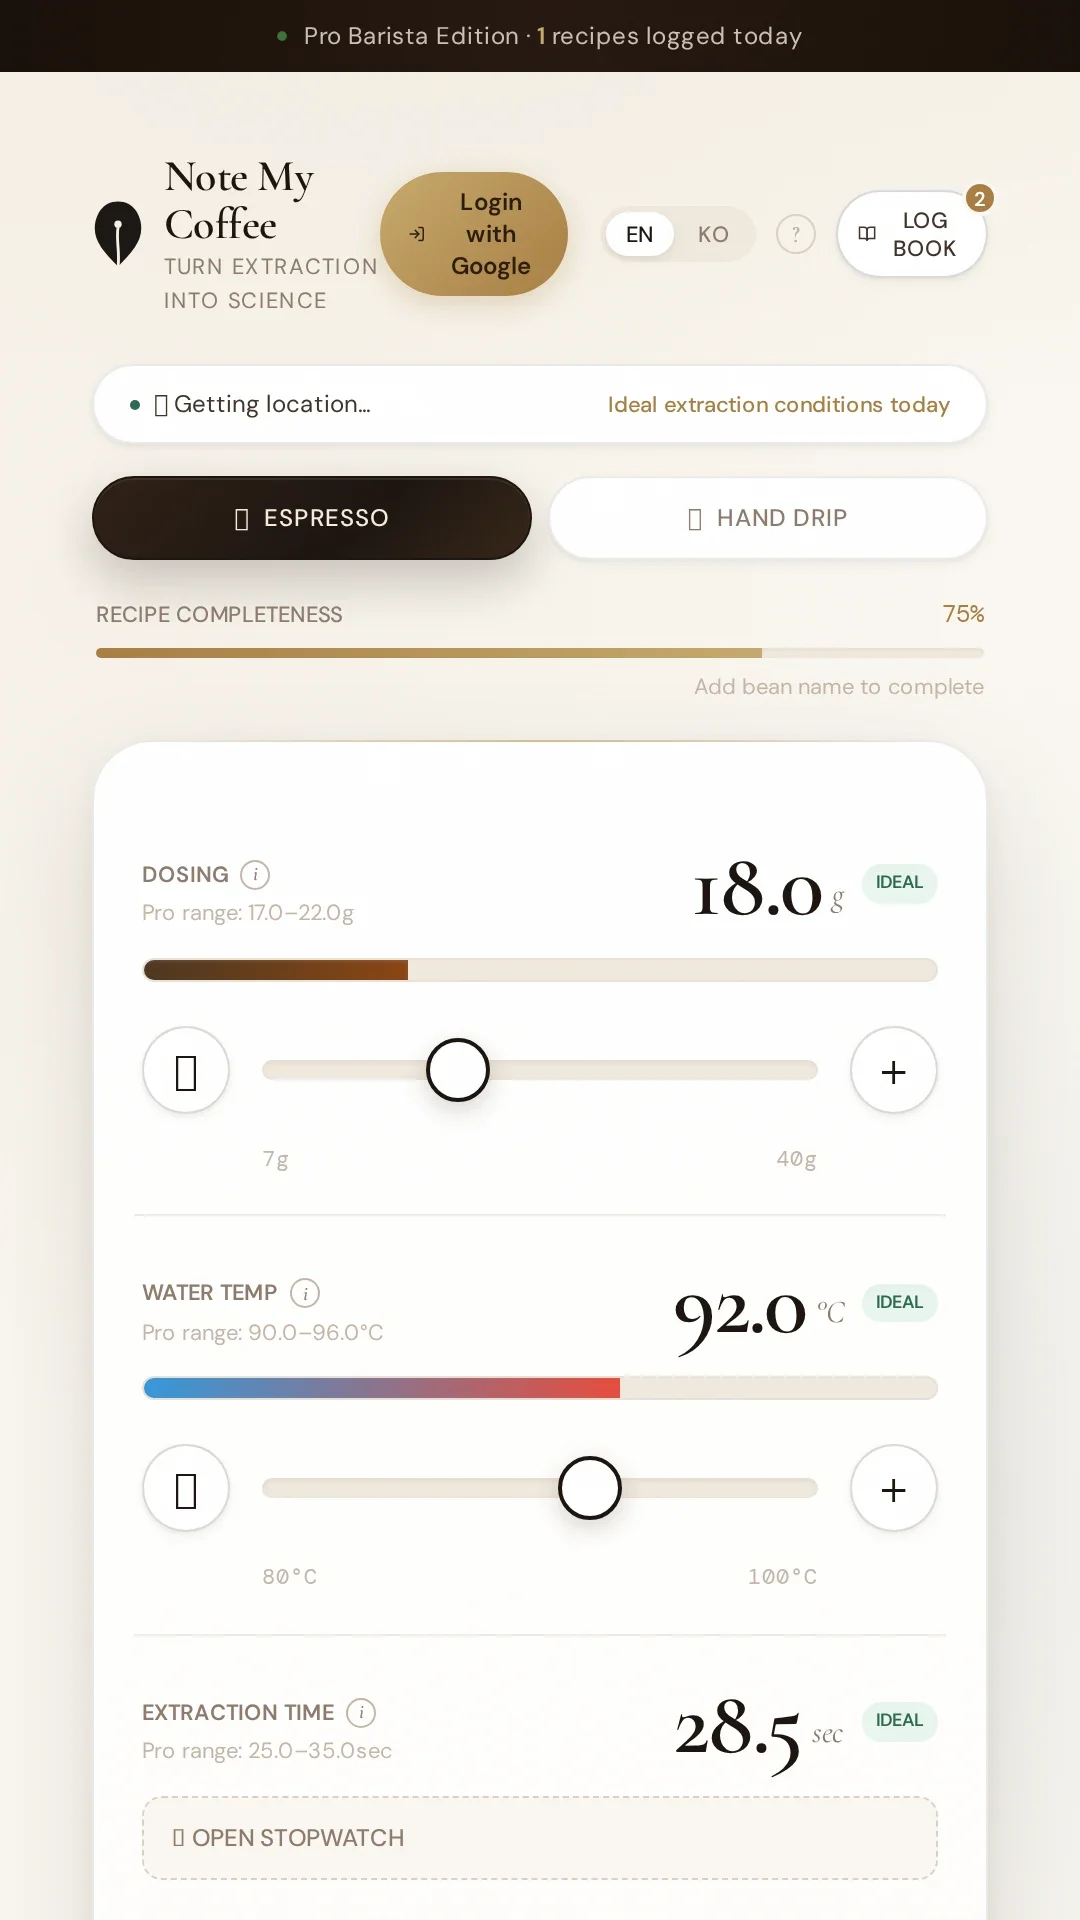 Pro Barista Edition · 1 recipes logged today
Note My
Coffee
TURN EXTRACTION
INTO SCIENCE
Login
with
Google
EN
KO
?
LOG
BOOK
2
Getting location...
Ideal extraction conditions today
ESPRESSO
HAND DRIP
RECIPE COMPLETENESS
75%
Add bean name to complete
DOSING i
18.0 g
IDEAL
Pro range: 17.0–22.0g
+
7g
40g
WATER TEMP i
92.0 °C
IDEAL
Pro range: 90.0–96.0°C
+
80°C
100°C
EXTRACTION TIME i
28.5 sec
IDEAL
Pro range: 25.0–35.0sec
OPEN STOPWATCH